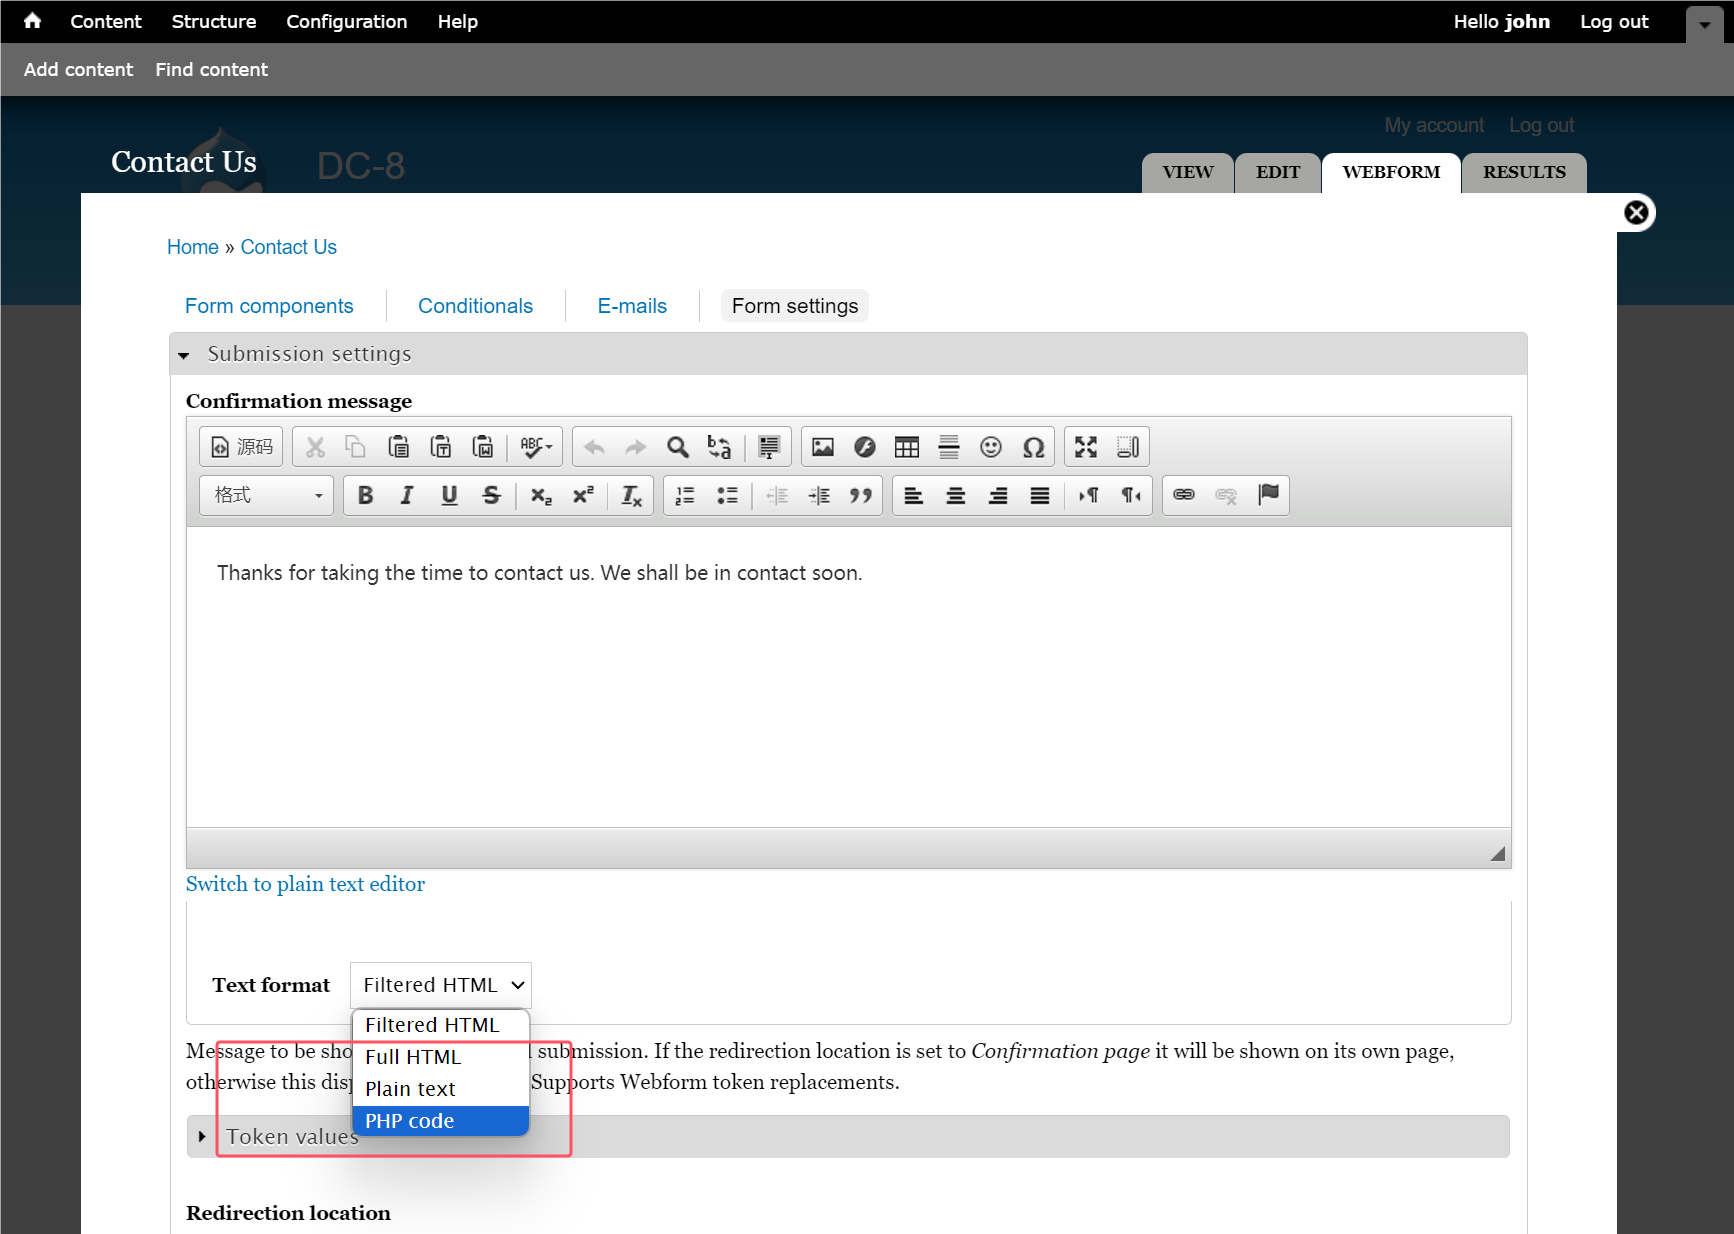 Content Structure Configuration Help Hello john Log out
Add content Find content
My account Log out
Contact Us DC-8
VIEW EDIT WEBFORM RESULTS
Home » Contact Us
Form components Conditionals E-mails Form settings
Submission settings
Confirmation message
源码 ABC
格式 B I U S x₂ x² Tx
Thanks for taking the time to contact us. We shall be in contact soon.
Switch to plain text editor
Text format Filtered HTML
Filtered HTML
Full HTML
Plain text
PHP code
Message to be sho submission. If the redirection location is set to Confirmation page it will be shown on its own page,
otherwise this disp Supports Webform token replacements.
Token values
Redirection location